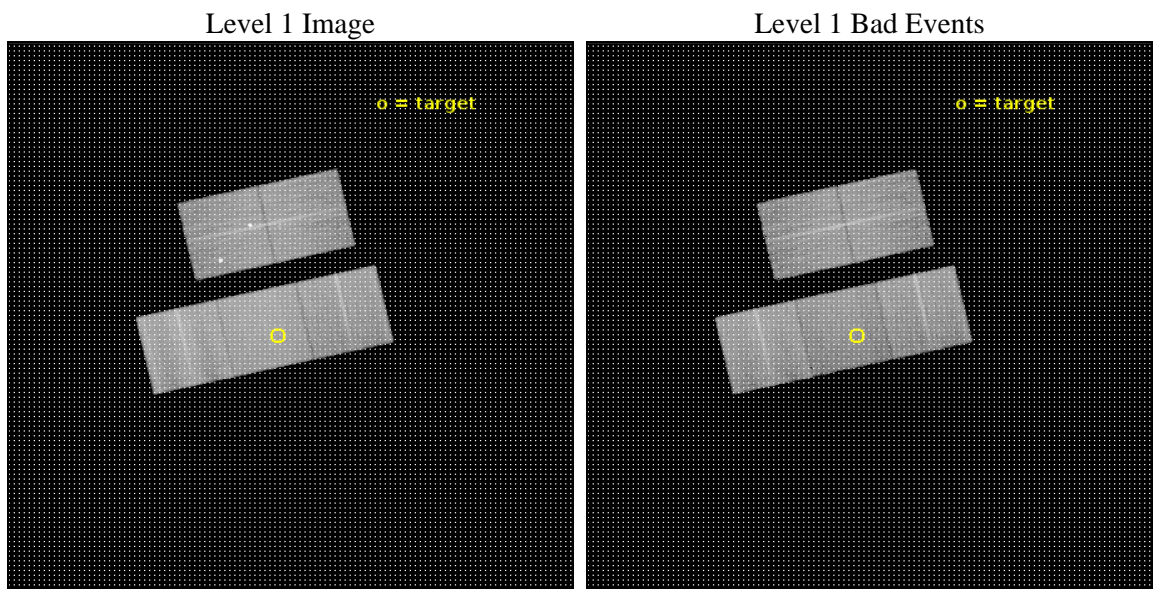 Level 1 Image
Level 1 Bad Events
o = target
o = target